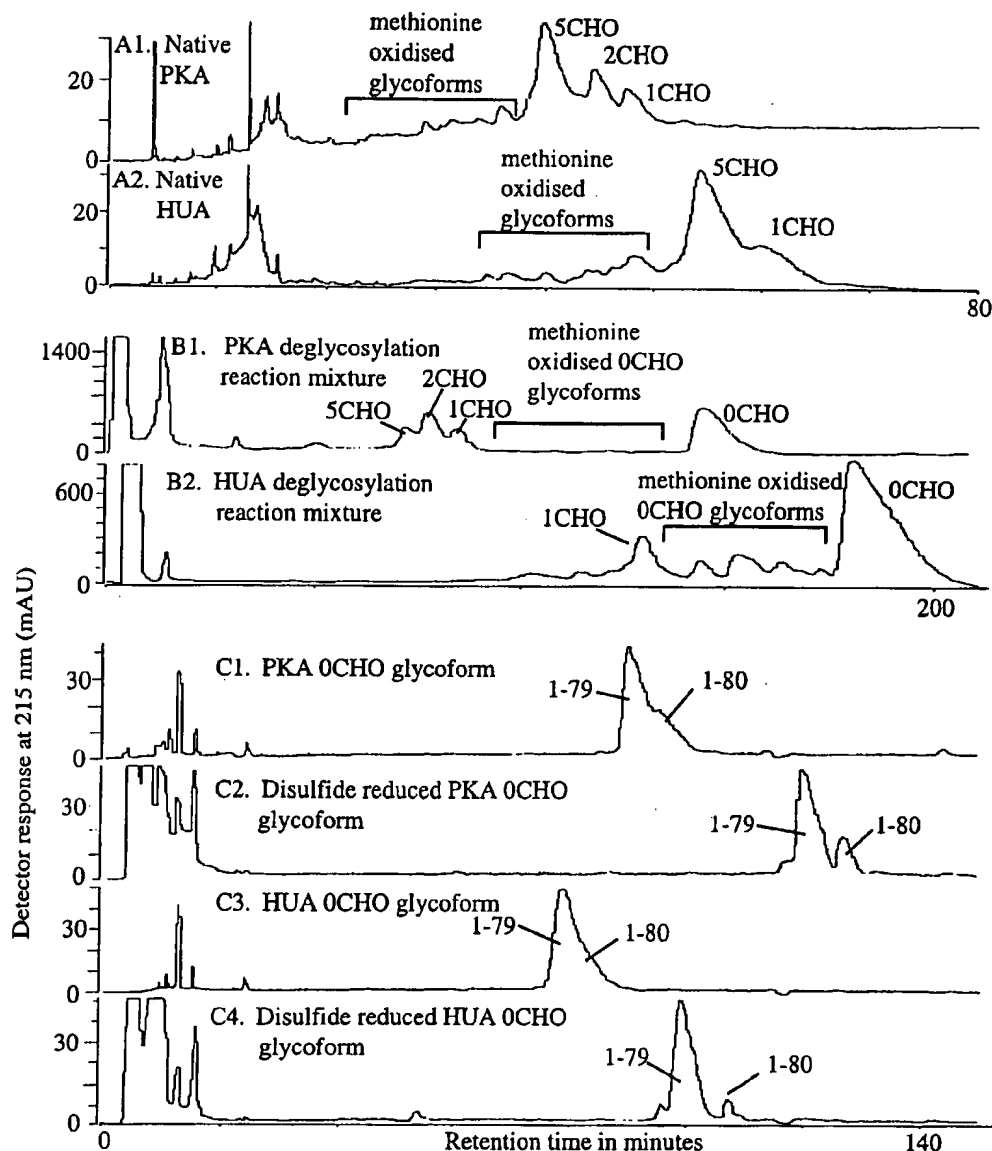 A1. Native
PKA
methionine
oxidised
glycoforms
5CHO
2CHO
1CHO
20
0
A2. Native
HUA
methionine
oxidised
glycoforms
5CHO
1CHO
20
0
80
B1. PKA deglycosylation
reaction mixture
methionine
oxidised 0CHO
glycoforms
5CHO
2CHO
1CHO
0CHO
1400
0
B2. HUA deglycosylation
reaction mixture
methionine oxidised
0CHO glycoforms
1CHO
0CHO
600
0
200
C1. PKA 0CHO glycoform
1-79
1-80
30
0
C2. Disulfide reduced PKA 0CHO
glycoform
1-79
1-80
30
0
C3. HUA 0CHO glycoform
1-79
1-80
30
0
C4. Disulfide reduced HUA 0CHO
glycoform
1-79
1-80
30
0
0
Retention time in minutes
140
Detector response at 215 nm (mAU)